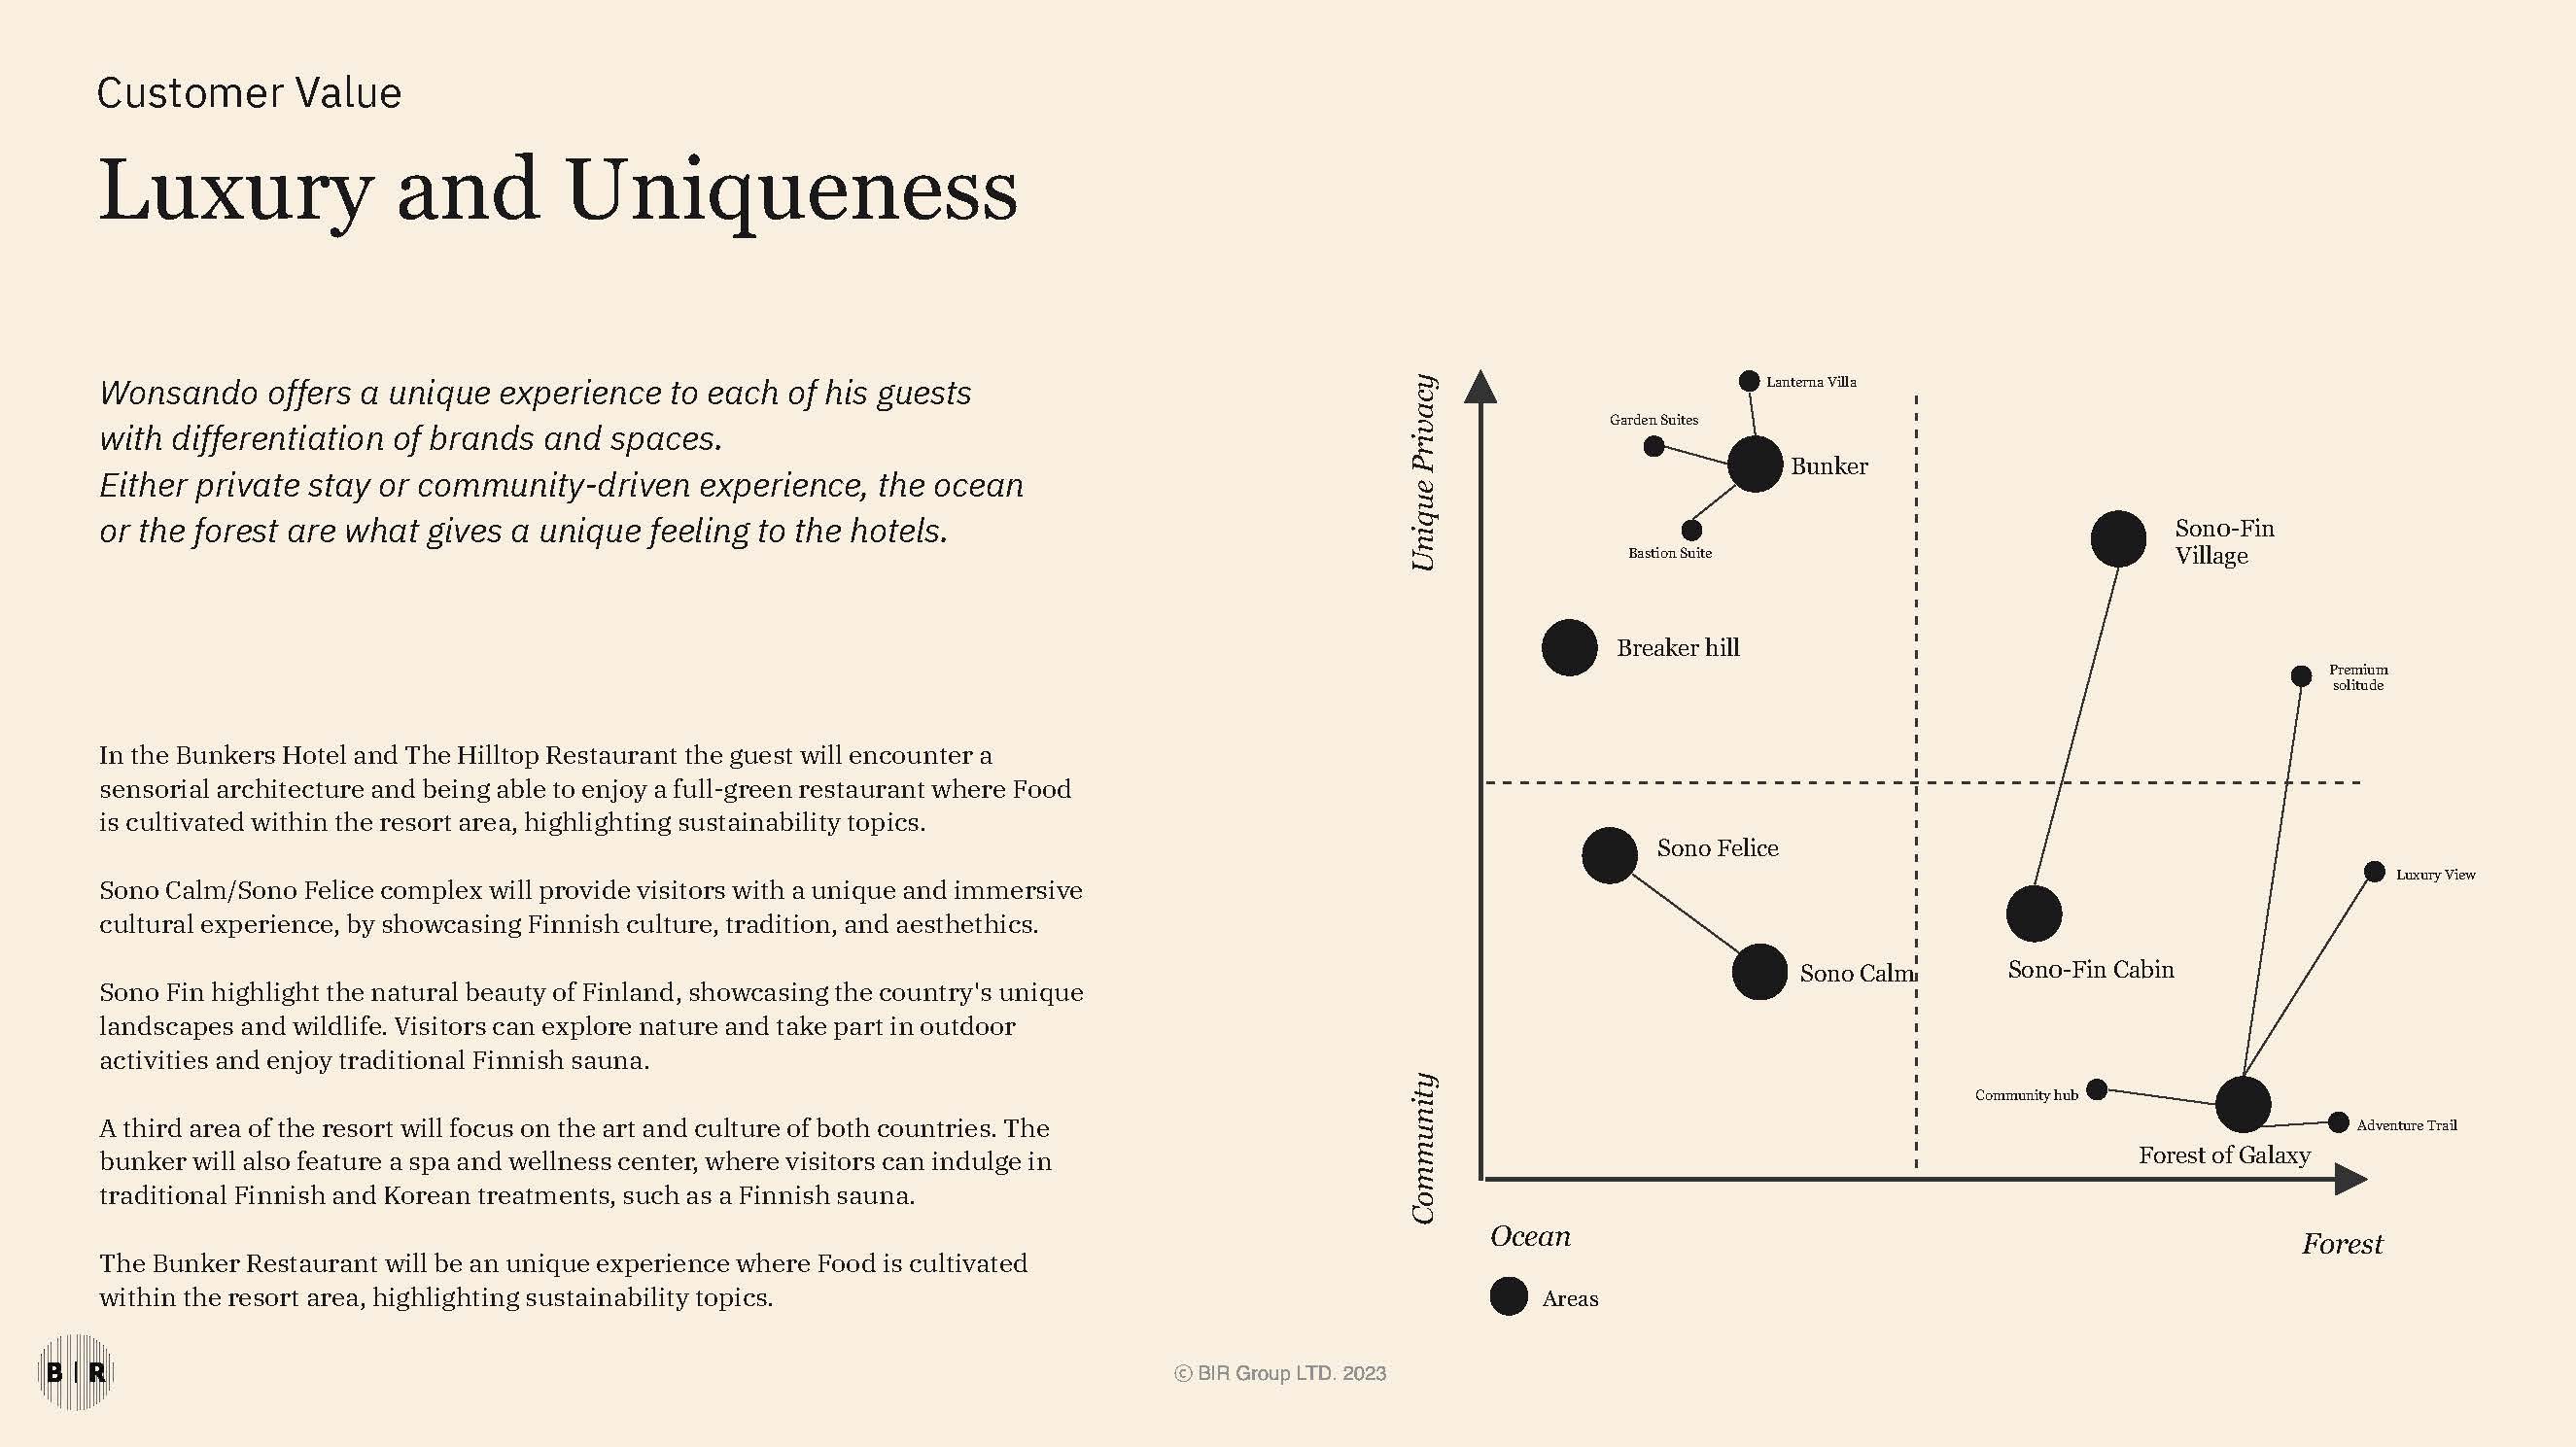 Customer Value
Luxury and Uniqueness
Wonsando offers a unique experience to each of his guests
with differentiation of brands and spaces.
Either private stay or community-driven experience, the ocean
or the forest are what gives a unique feeling to the hotels.
In the Bunkers Hotel and The Hilltop Restaurant the guest will encounter a
sensorial architecture and being able to enjoy a full-green restaurant where Food
is cultivated within the resort area, highlighting sustainability topics.
Sono Calm/Sono Felice complex will provide visitors with a unique and immersive
cultural experience, by showcasing Finnish culture, tradition, and aesthethics.
Sono Fin highlight the natural beauty of Finland, showcasing the country's unique
landscapes and wildlife. Visitors can explore nature and take part in outdoor
activities and enjoy traditional Finnish sauna.
A third area of the resort will focus on the art and culture of both countries. The
bunker will also feature a spa and wellness center, where visitors can indulge in
traditional Finnish and Korean treatments, such as a Finnish sauna.
The Bunker Restaurant will be an unique experience where Food is cultivated
within the resort area, highlighting sustainability topics.
Unique Privacy
Community
Lanterna Villa
Garden Suites
Bunker
Bastion Suite
Sono-Fin
Village
Breaker hill
Premium
solitude
Sono Felice
Luxury View
Sono Calm
Sono-Fin Cabin
Community hub
Adventure Trail
Forest of Galaxy
Ocean
Forest
Areas
B | R
© BIR Group LTD. 2023